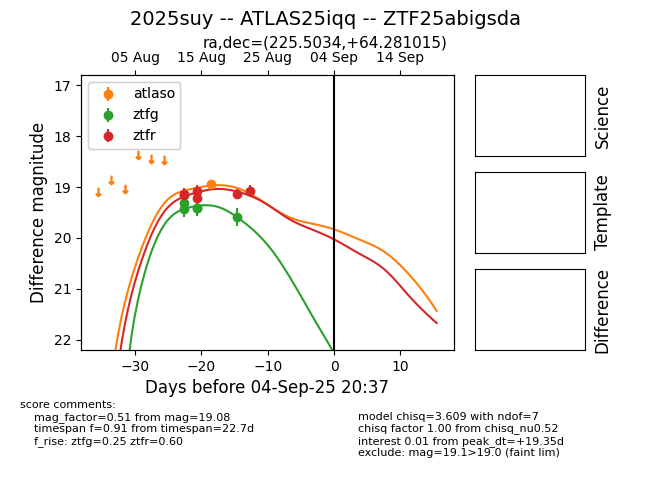 2025suy -- ATLAS25iqq -- ZTF25abigsda
ra,dec=(225.5034,+64.281015)
05 Aug 15 Aug 25 Aug 04 Sep 14 Sep
atlaso
ztfg
ztfr
17
18
19
20
21
22
Difference magnitude
−30 −20 −10 0 10
Days before 04-Sep-25 20:37
Science
Template
Difference
score comments:
mag_factor=0.51 from mag=19.08
timespan f=0.91 from timespan=22.7d
f_rise: ztfg=0.25 ztfr=0.60
model chisq=3.609 with ndof=7
chisq factor 1.00 from chisq_nu0.52
interest 0.01 from peak_dt=+19.35d
exclude: mag=19.1>19.0 (faint lim)